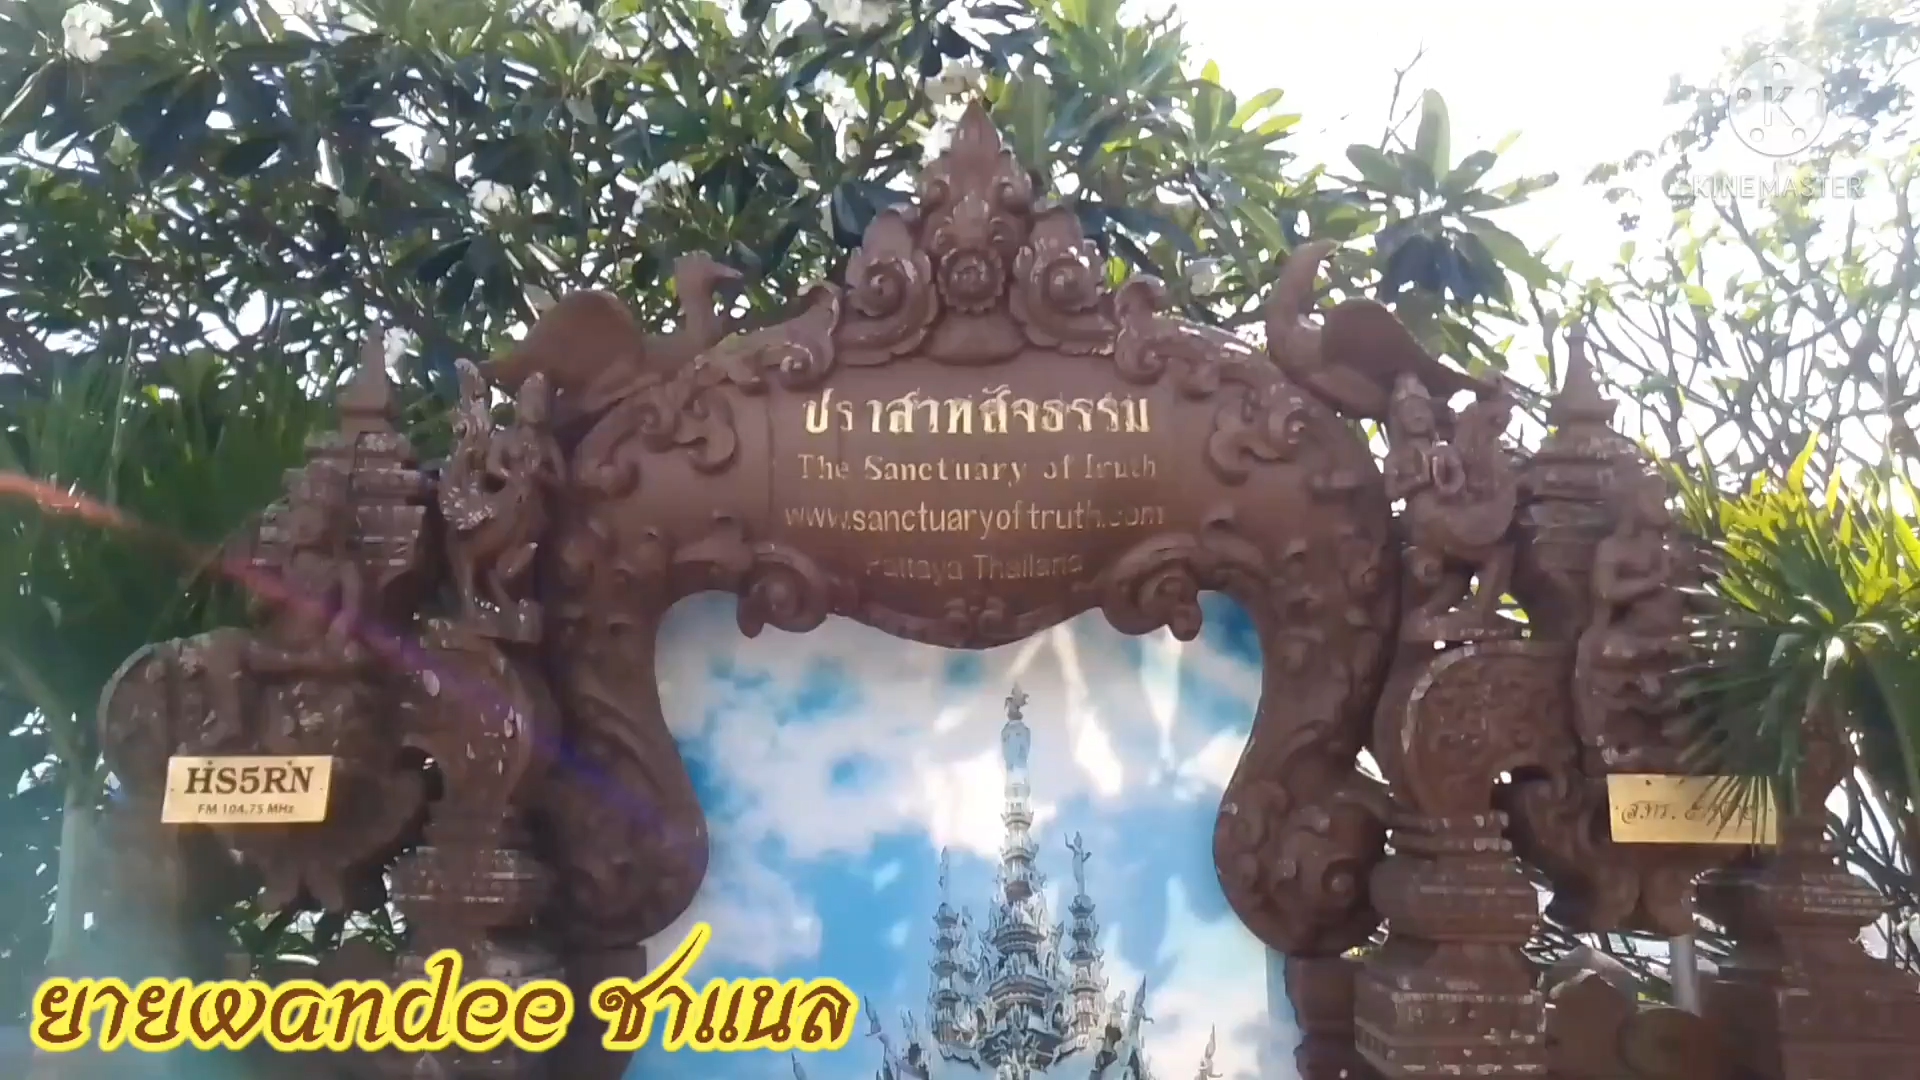 KINEMASTER
ปราสาทสัจธรรม
The Sanctuary of Truth
www.sanctuaryoftruth.com
Pattaya Thailand
HS5RN
FM 104.75 MHz
ยายwandee ชาแนล